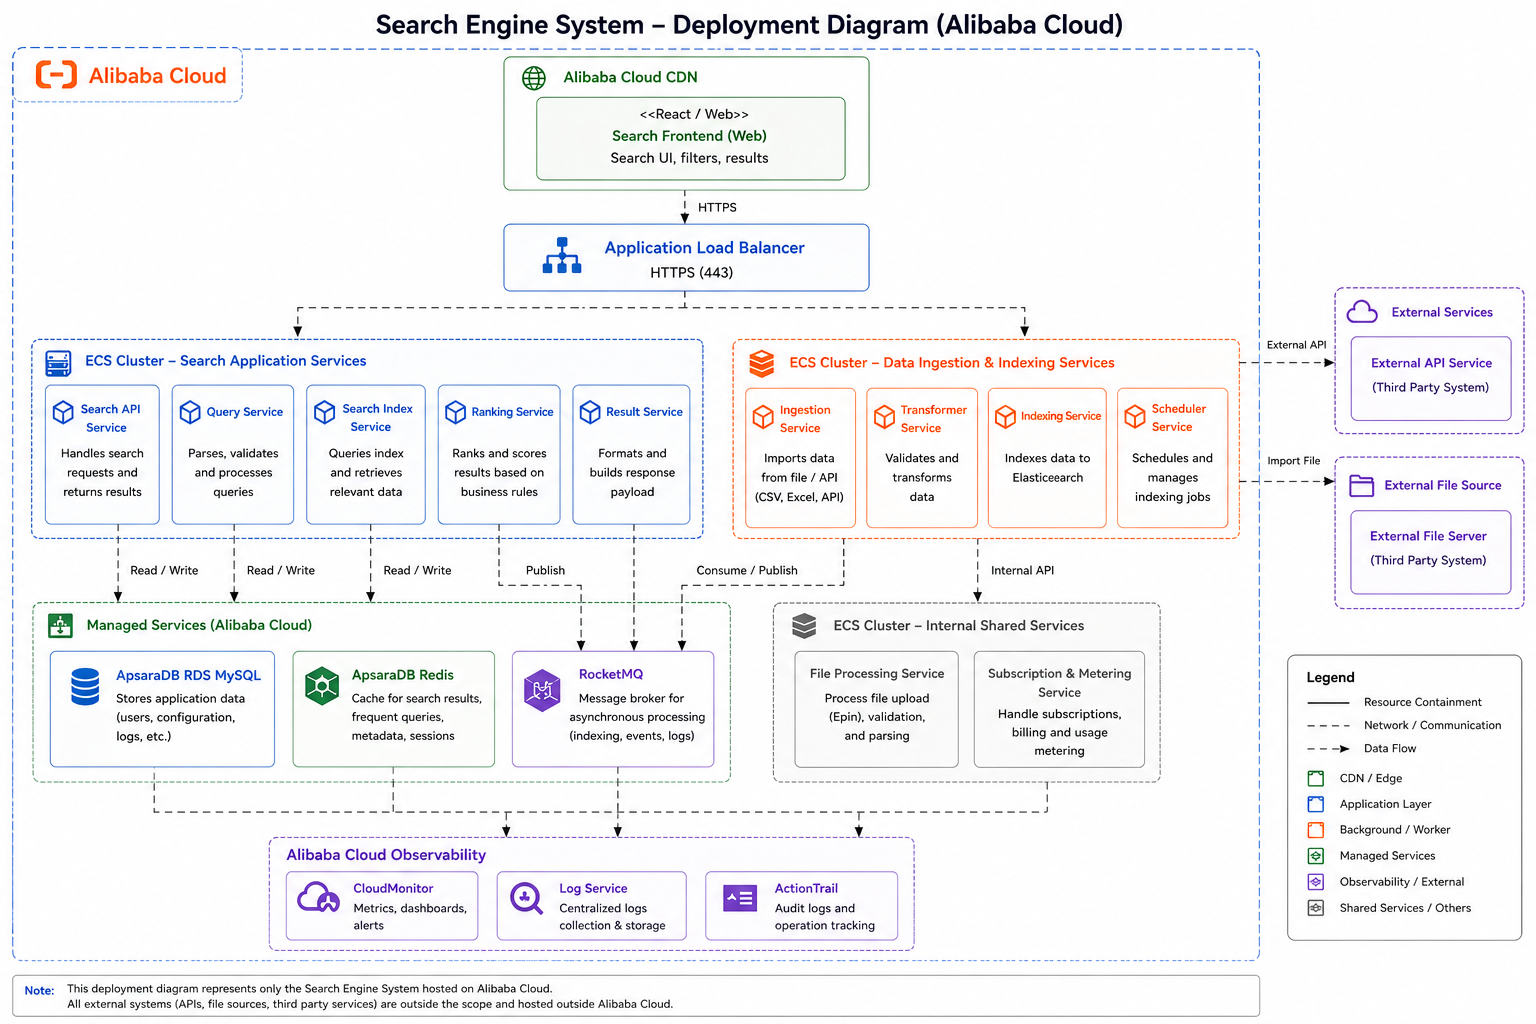 Search Engine System – Deployment Diagram (Alibaba Cloud)
Alibaba Cloud
Alibaba Cloud CDN
<<React / Web>>
Search Frontend (Web)
Search UI, filters, results
HTTPS
Application Load Balancer
HTTPS (443)
ECS Cluster – Search Application Services
Search API
Service
Handles search
requests and
returns results
Query Service
Parses, validates
and processes
queries
Search Index
Service
Queries index
and retrieves
relevant data
Ranking Service
Ranks and scores
results based on
business rules
Result Service
Formats and
builds response
payload
ECS Cluster – Data Ingestion & Indexing Services
Ingestion
Service
Imports data
from file / API
(CSV, Excel, API)
Transformer
Service
Validates and
transforms
data
Indexing Service
Indexes data to
Elasticeearch
Scheduler
Service
Schedules and
manages
indexing jobs
External API
Import File
External Services
External API Service
(Third Party System)
External File Source
External File Server
(Third Party System)
Read / Write
Read / Write
Read / Write
Publish
Consume / Publish
Internal API
Managed Services (Alibaba Cloud)
ApsaraDB RDS MySQL
Stores application data
(users, configuration,
logs, etc.)
ApsaraDB Redis
Cache for search results,
frequent queries,
metadata, sessions
RocketMQ
Message broker for
asynchronous processing
(indexing, events, logs)
ECS Cluster – Internal Shared Services
File Processing Service
Process file upload
(Epin), validation,
and parsing
Subscription & Metering
Service
Handle subscriptions,
billing and usage
metering
Alibaba Cloud Observability
CloudMonitor
Metrics, dashboards,
alerts
Log Service
Centralized logs
collection & storage
ActionTrail
Audit logs and
operation tracking
Legend
Resource Containment
Network / Communication
Data Flow
CDN / Edge
Application Layer
Background / Worker
Managed Services
Observability / External
Shared Services / Others
Note: This deployment diagram represents only the Search Engine System hosted on Alibaba Cloud.
All external systems (APIs, file sources, third party services) are outside the scope and hosted outside Alibaba Cloud.